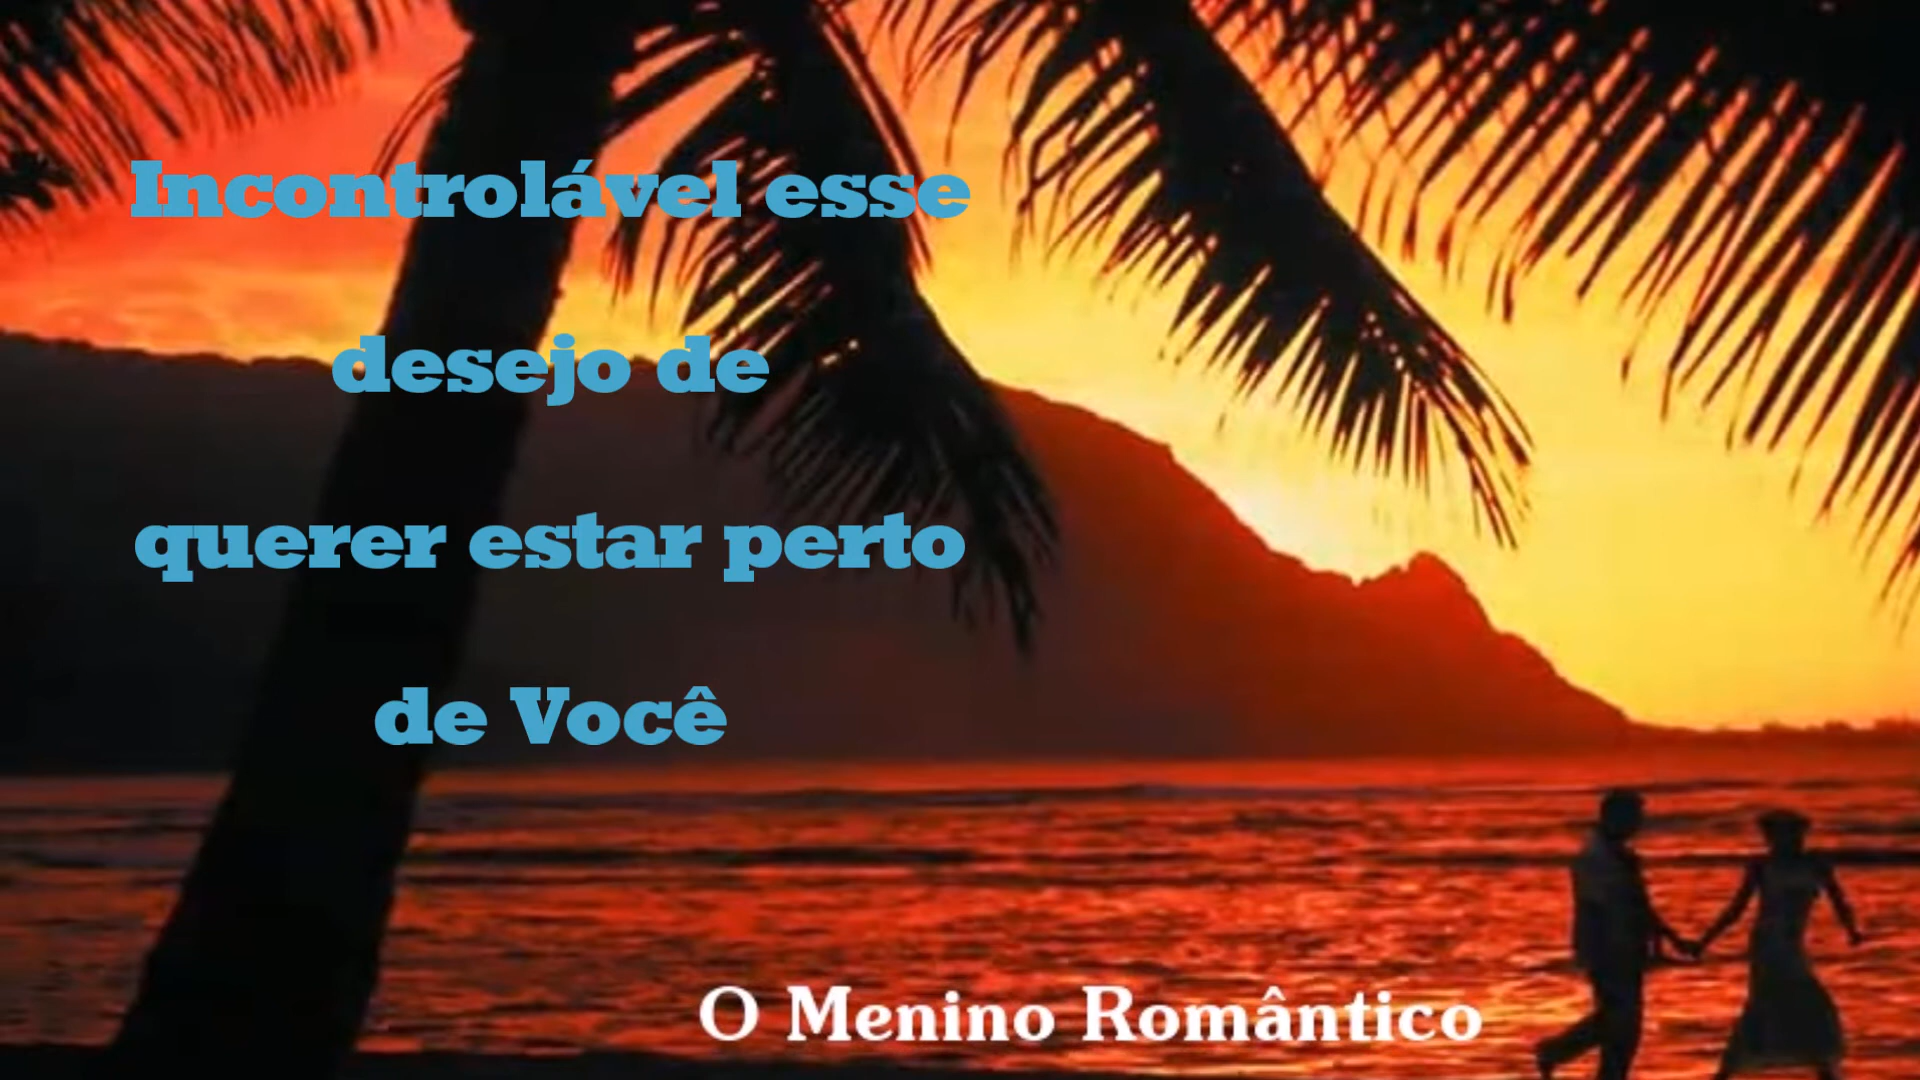 Incontrolável esse
desejo de
querer estar perto
de Você
O Menino Romântico